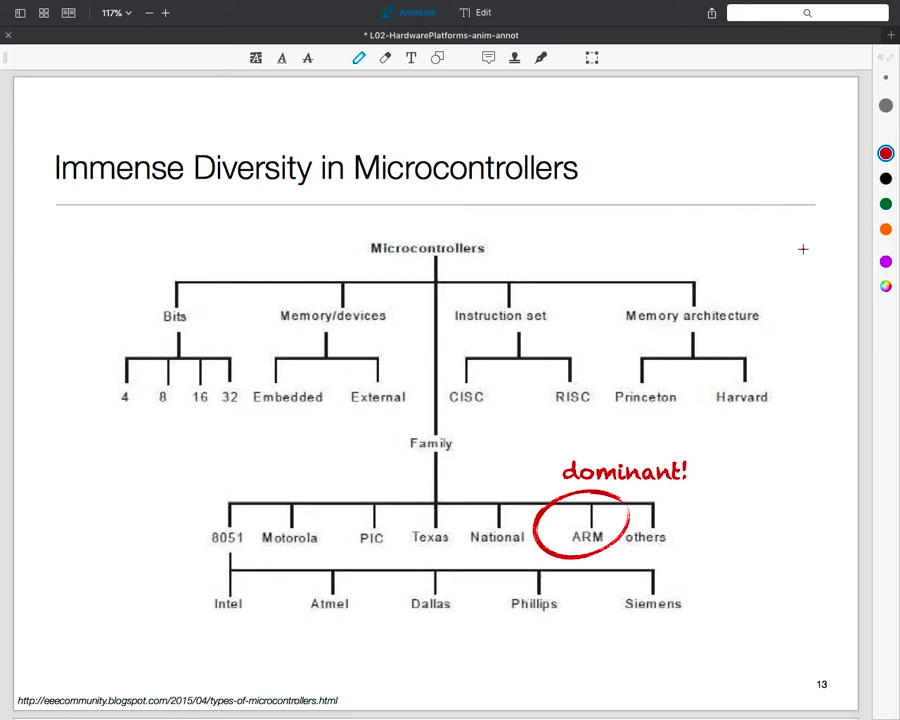 117%
Annotate
Edit
* L02-HardwarePlatforms-anim-annot
Immense Diversity in Microcontrollers
Microcontrollers
Bits Memory/devices Instruction set Memory architecture
4 8 16 32 Embedded External CISC RISC Princeton Harvard
Family
dominant!
8051 Motorola PIC Texas National ARM others
Intel Atmel Dallas Phillips Siemens
13
http://eeecommunity.blogspot.com/2015/04/types-of-microcontrollers.html